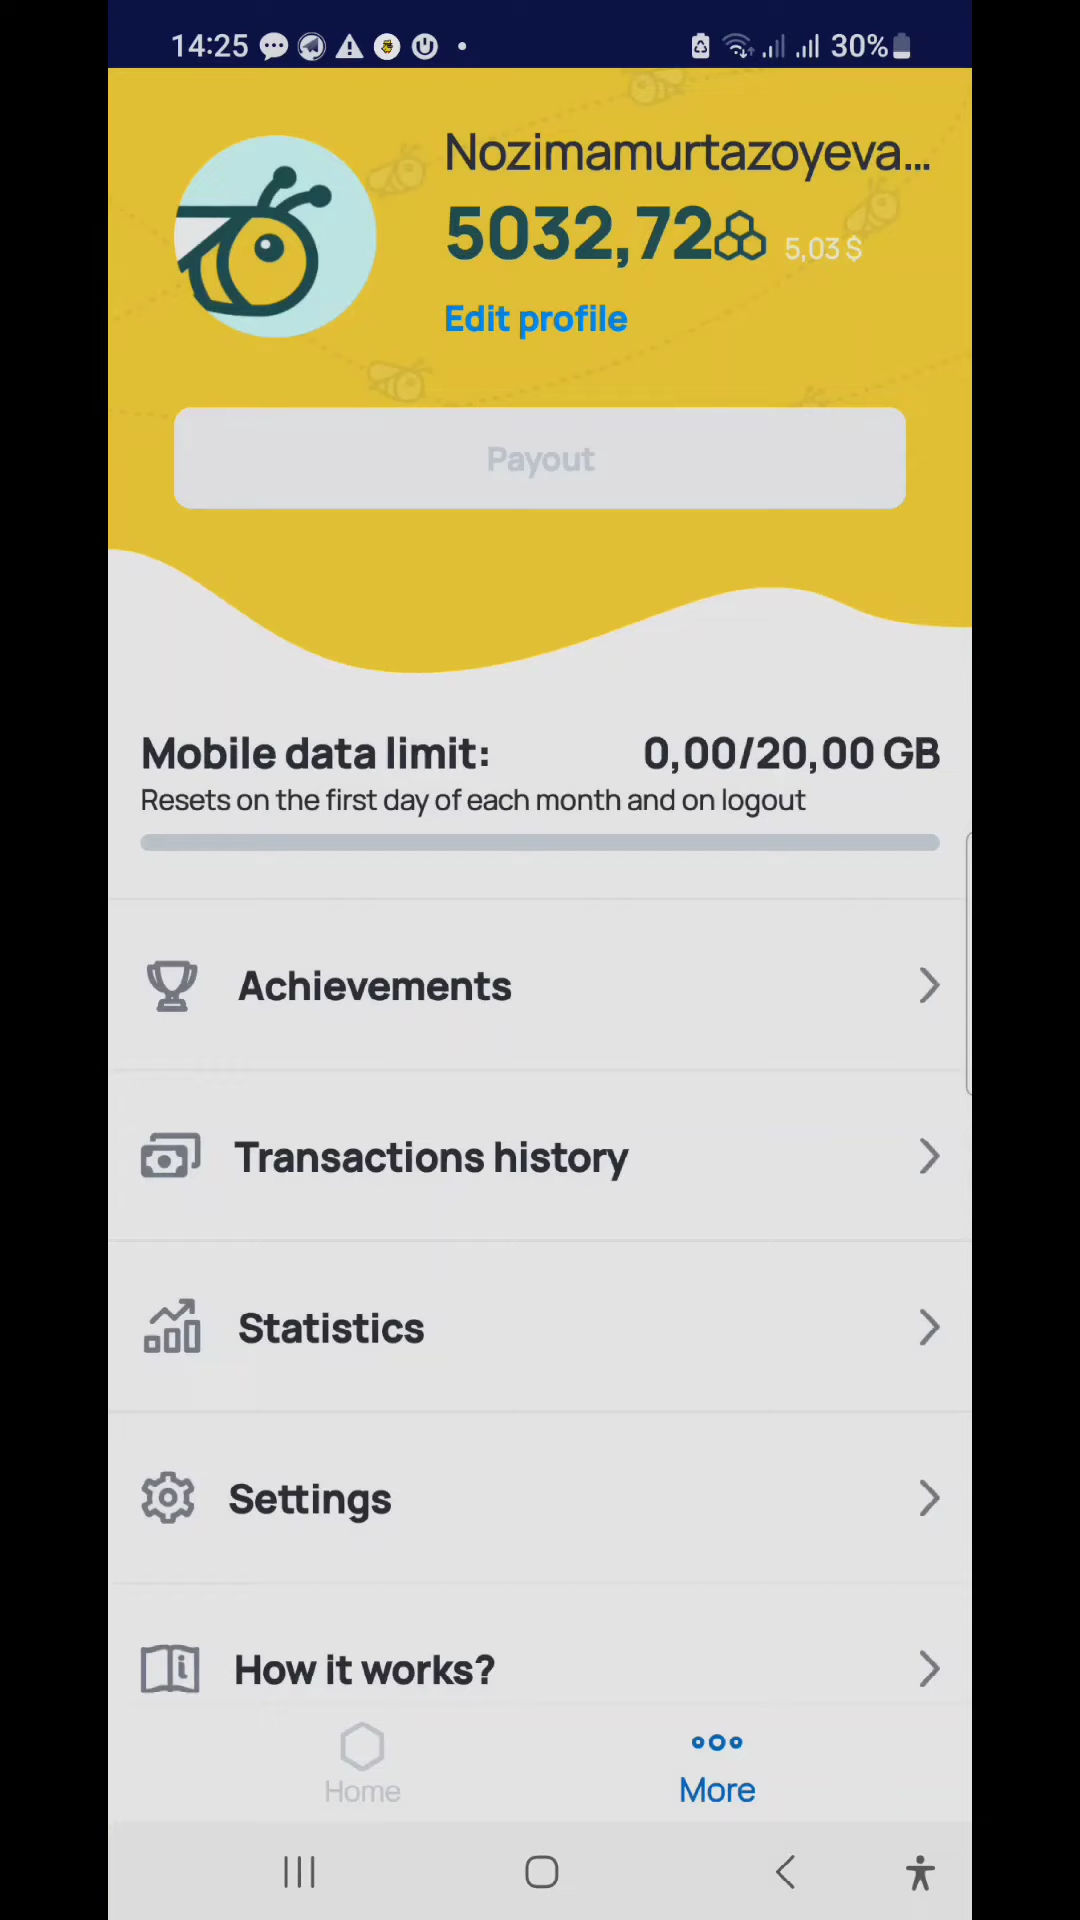 14:25 30%
Nozimamurtazoyeva...
5032,72 5,03 $
Edit profile
Payout
Mobile data limit: 0,00/20,00 GB
Resets on the first day of each month and on logout
Achievements
Transactions history
Statistics
Settings
How it works?
Home More